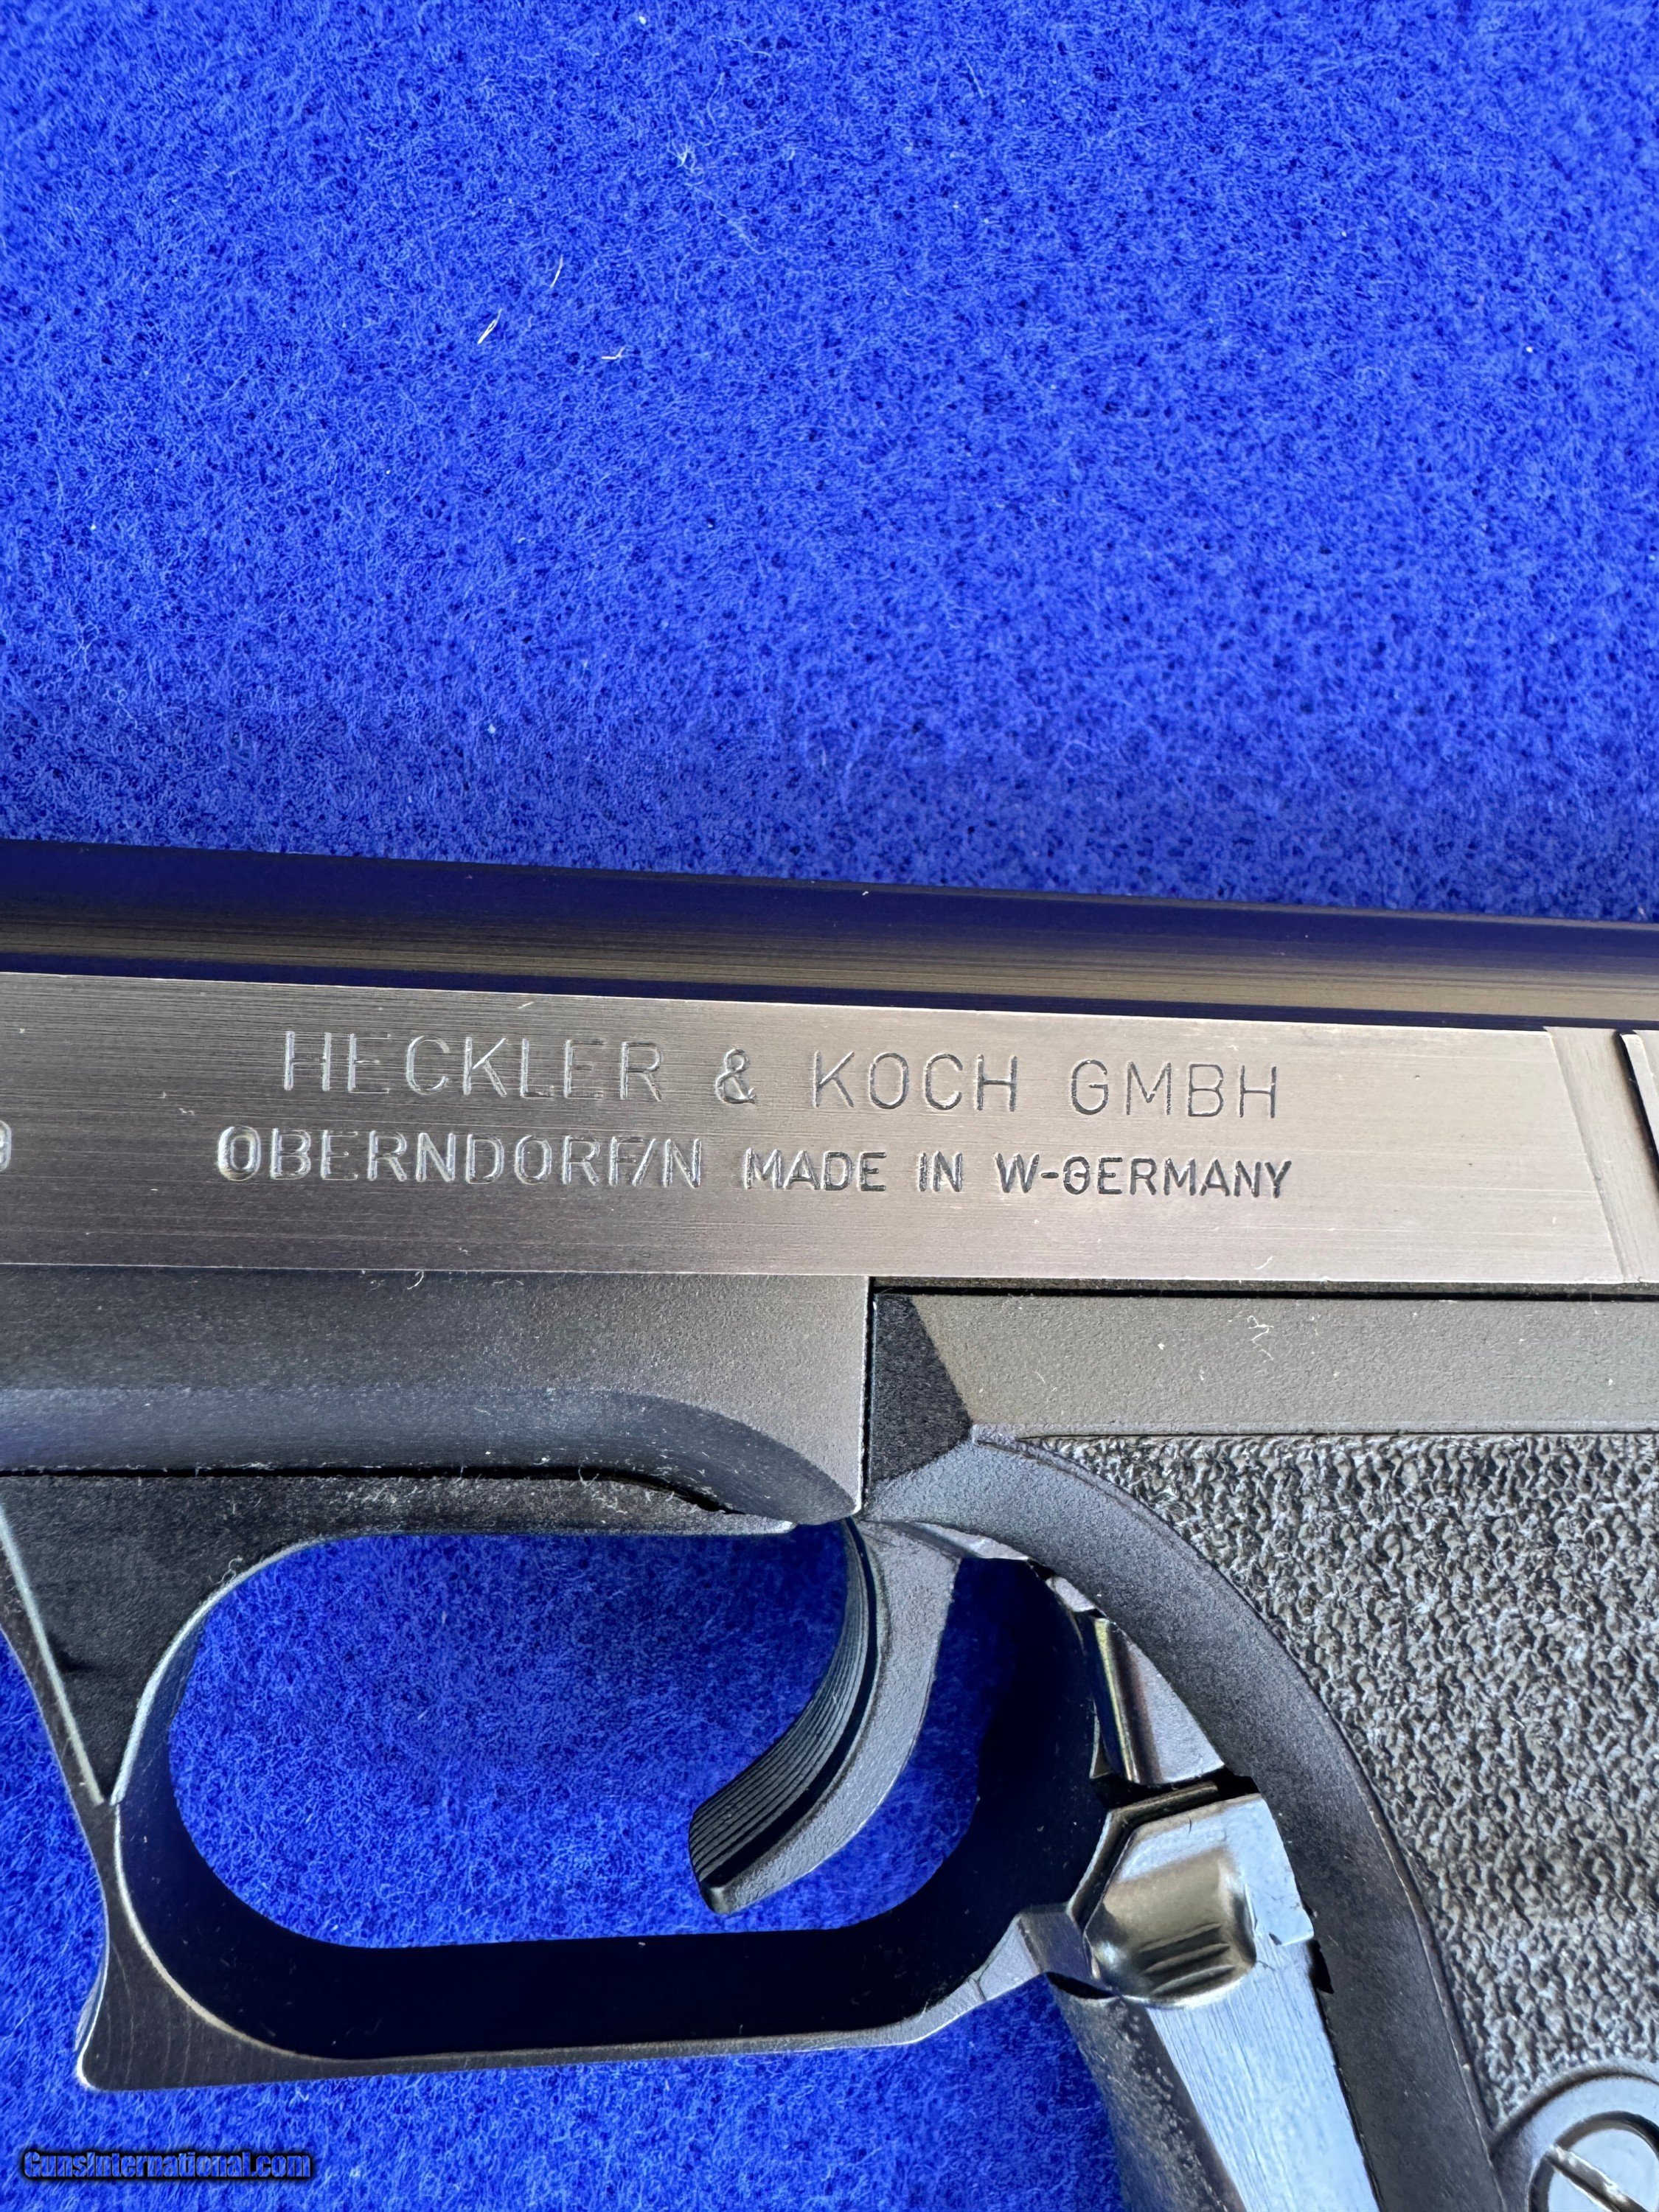 HECKLER & KOCH GMBH
OBERNDORF/N MADE IN W-GERMANY
GunsInternational.com